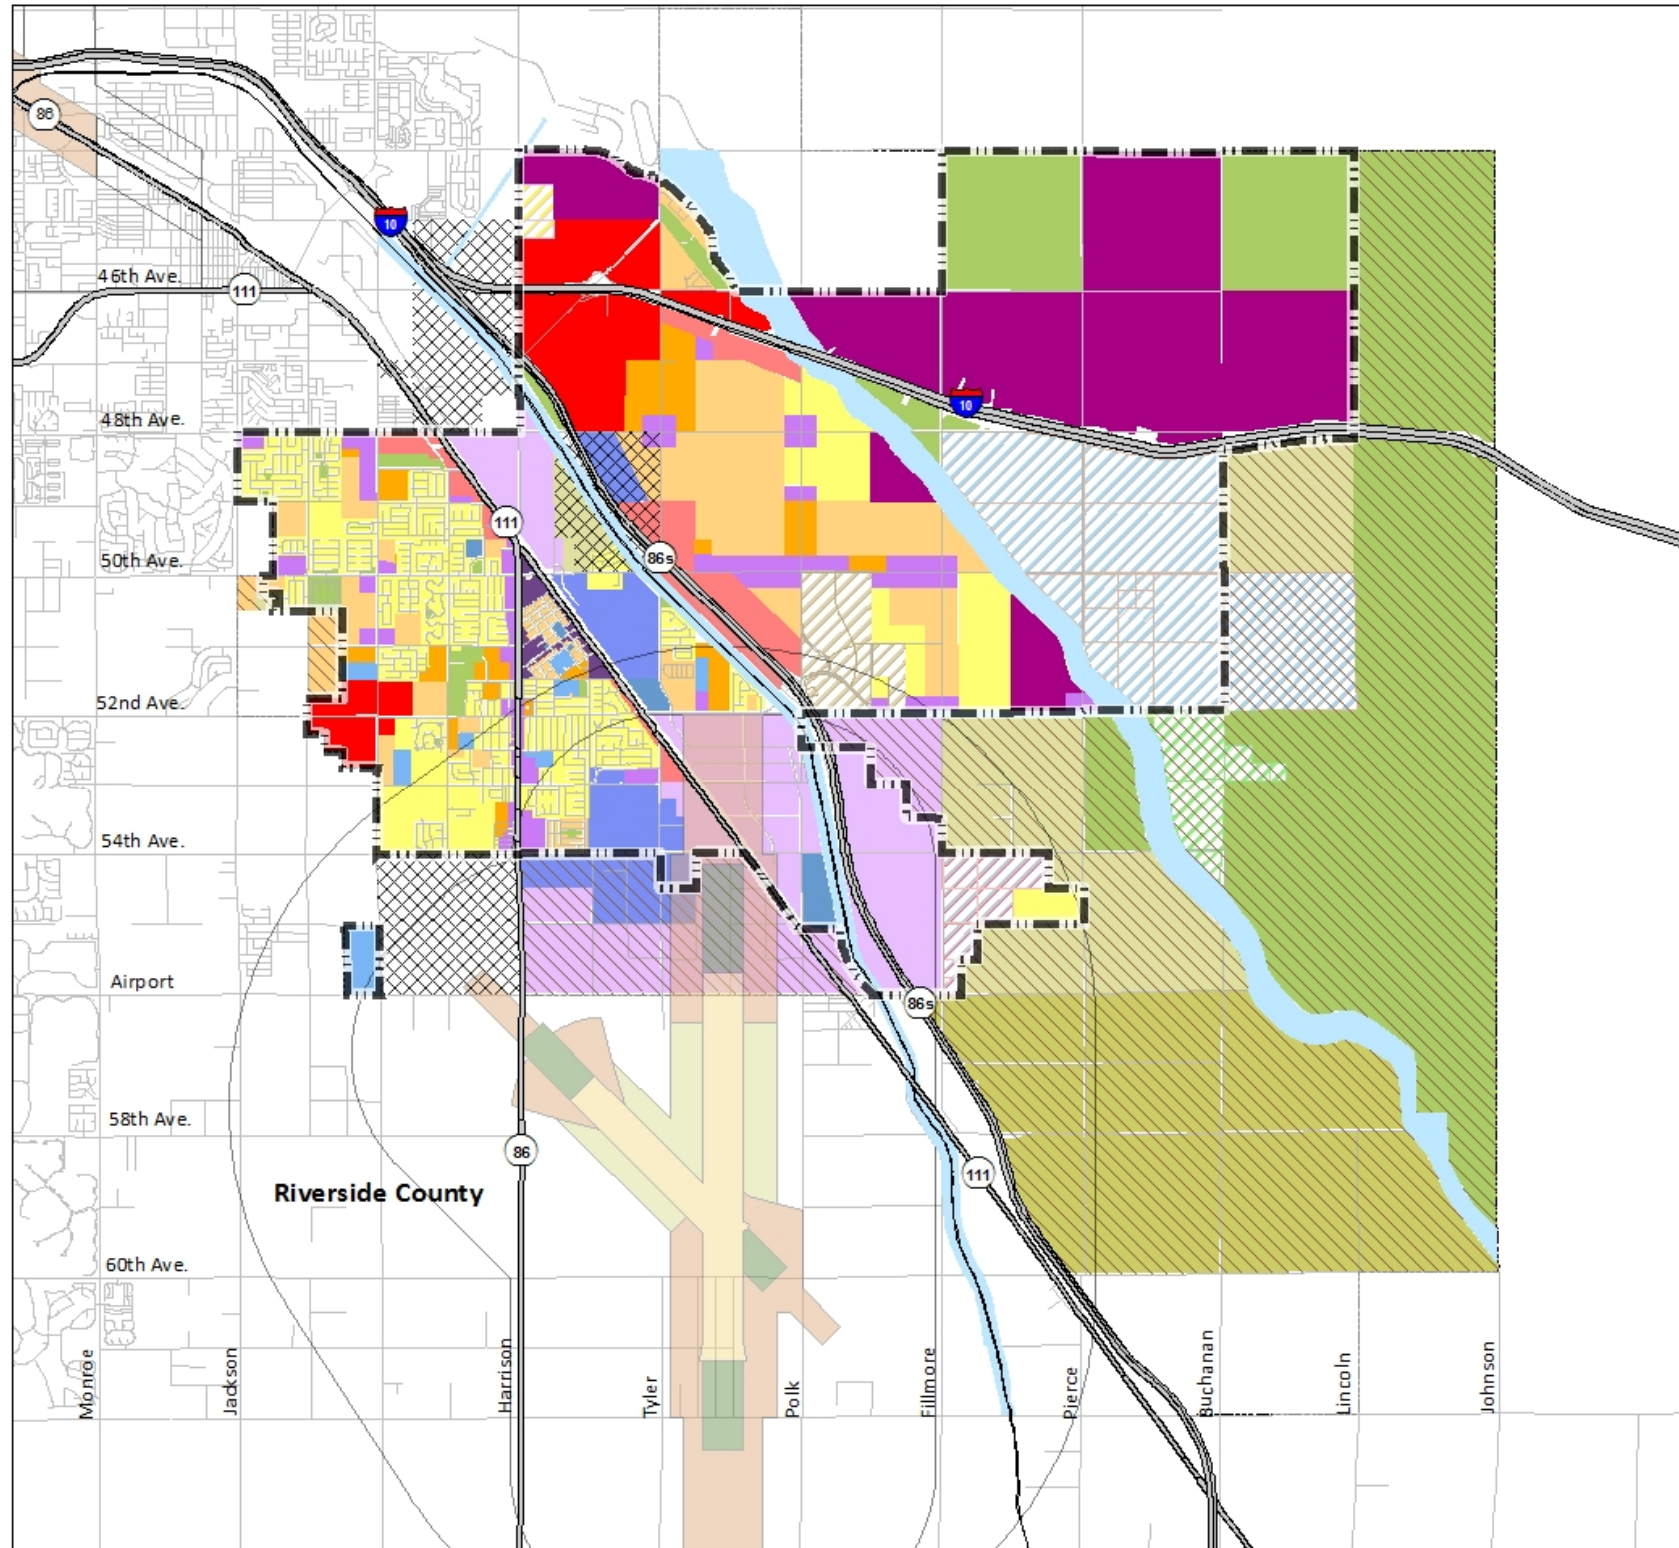 86
10
46th Ave.
111
10
48th Ave.
111
50th Ave.
86s
52nd Ave.
54th Ave.
Airport
86s
58th Ave.
86
111
Riverside County
60th Ave.
Monroe
Jackson
Harrison
Tyler
Polk
Fillmore
Pierce
Buchanan
Lincoln
Johnson